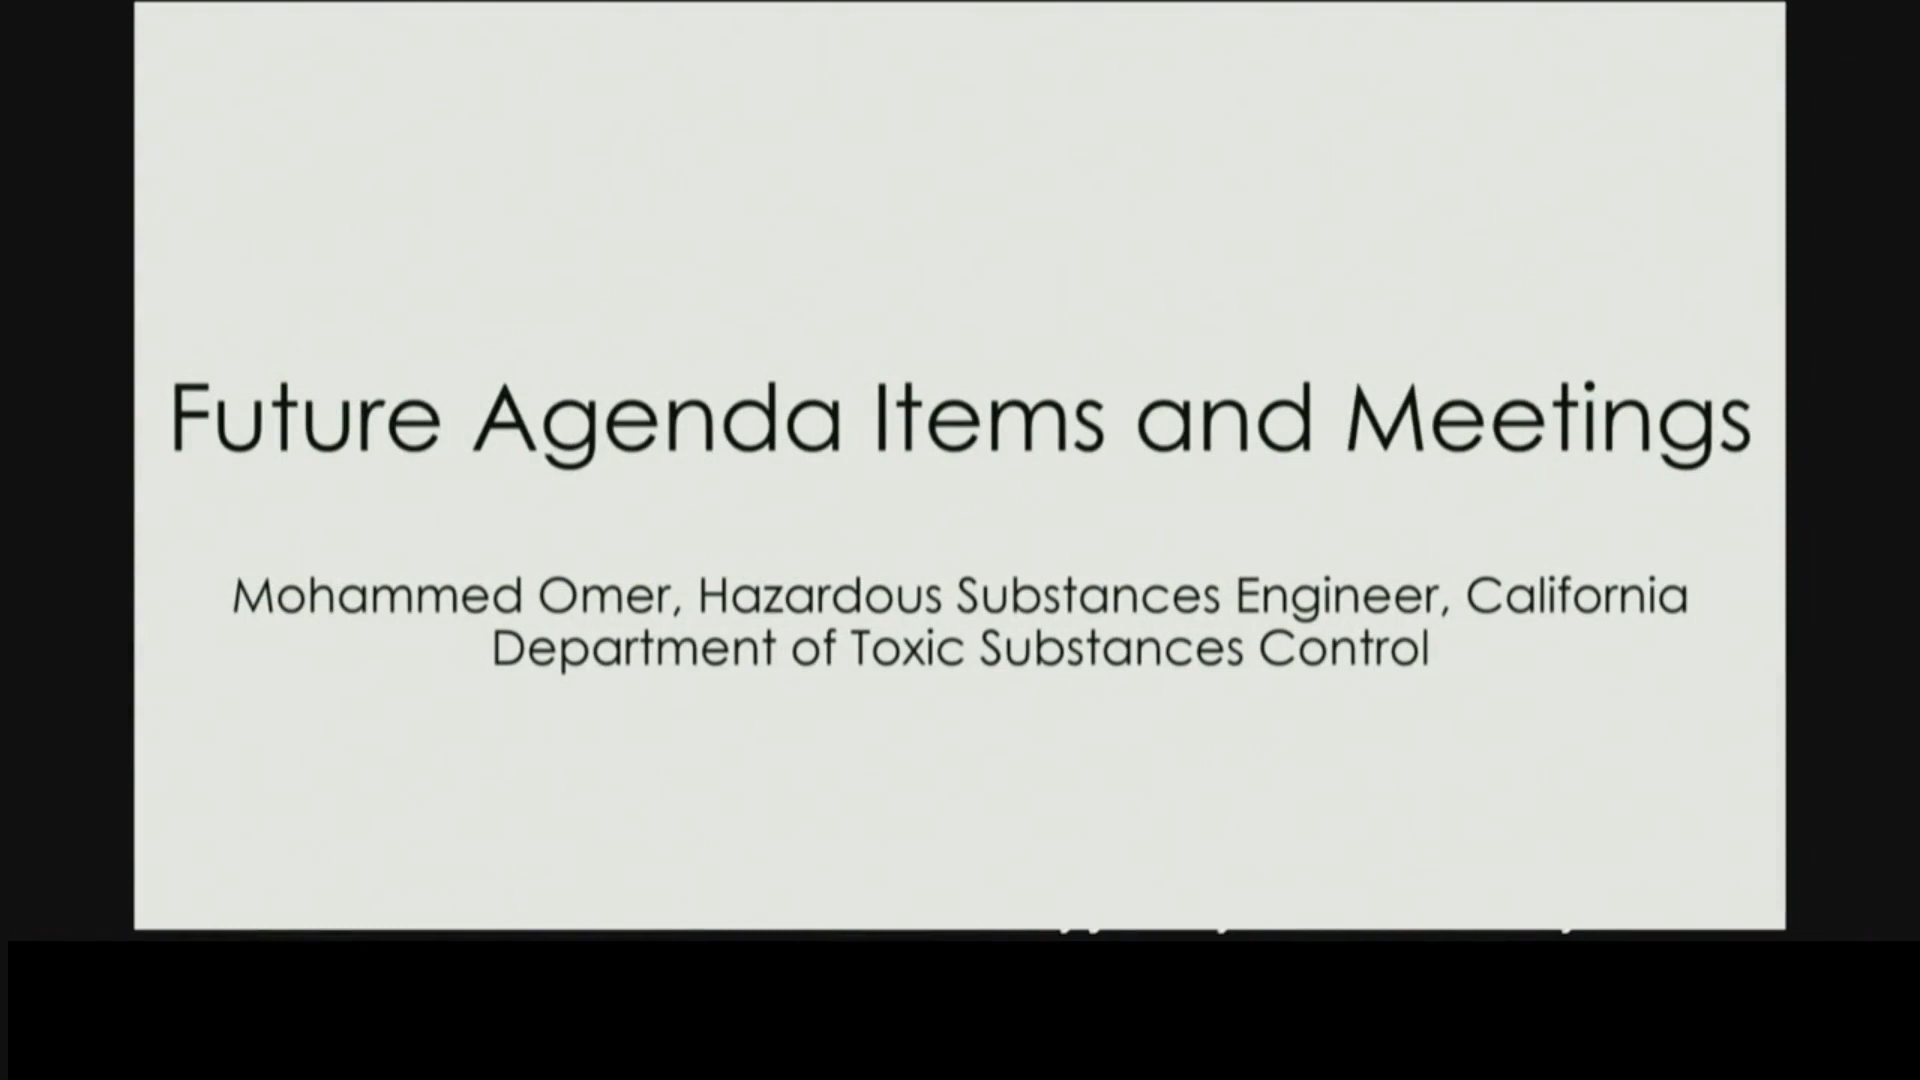 Future Agenda Items and Meetings
Mohammed Omer, Hazardous Substances Engineer, California
Department of Toxic Substances Control